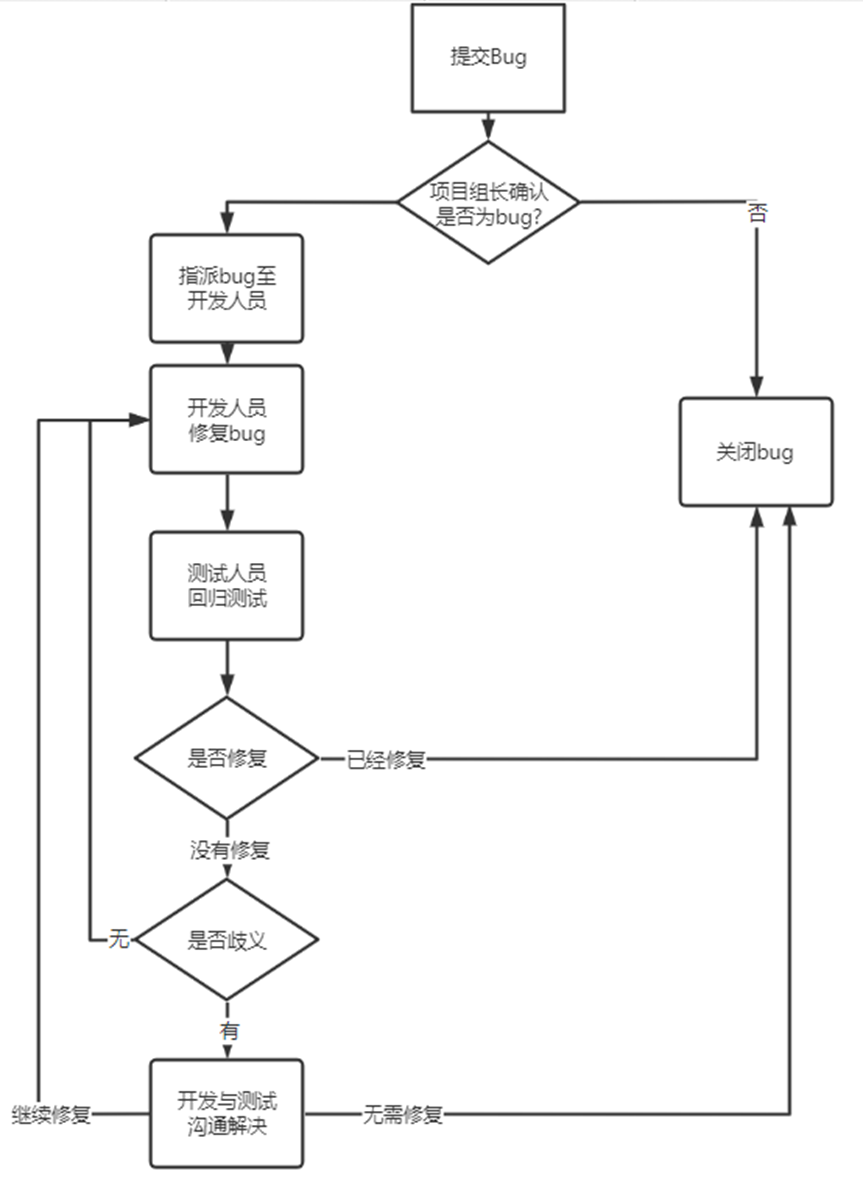 提交Bug
项目组长确认
是否为bug?
否
指派bug至
开发人员
开发人员
修复bug
关闭bug
测试人员
回归测试
是否修复
已经修复
没有修复
是否歧义
无
有
开发与测试
沟通解决
继续修复
无需修复